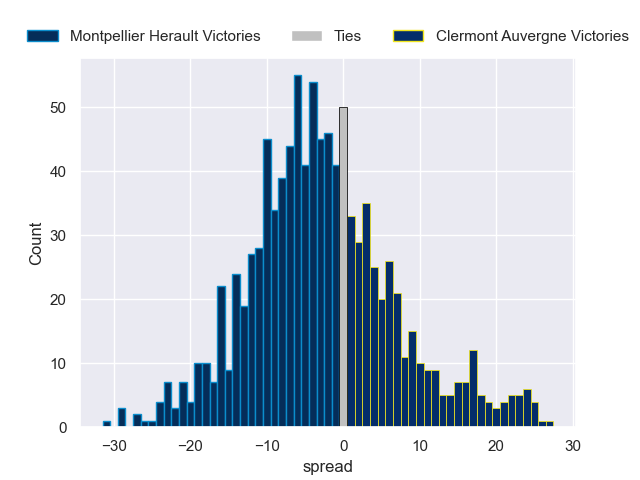 Montpellier Herault Victories Ties Clermont Auvergne Victories
50
40
30
20
10
0
Count
−30 −20 −10 0 10 20 30
spread